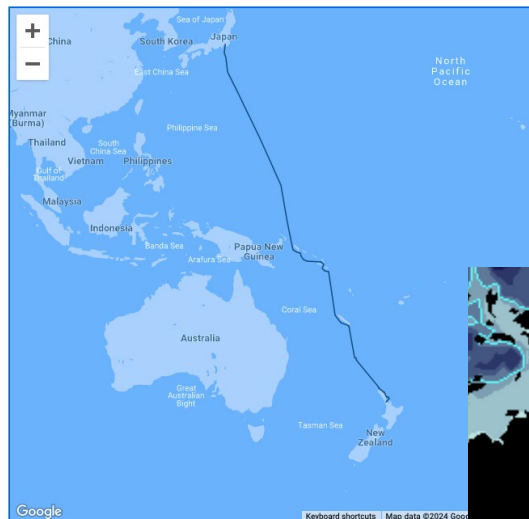 Sea of Japan
+
China
South Korea
Japan
−
East China Sea
North
Pacific
Ocean
Myanmar
(Burma)
Thailand
South
China Sea
Philippine Sea
Vietnam
Philippines
Gulf of
Thailand
Malaysia
Indonesia
Banda Sea
Papua New
Guinea
Arafura Sea
Coral Sea
Australia
Great
Australian
Bight
Tasman Sea
New
Zealand
Google
Keyboard shortcuts
Map data ©2024 Goo